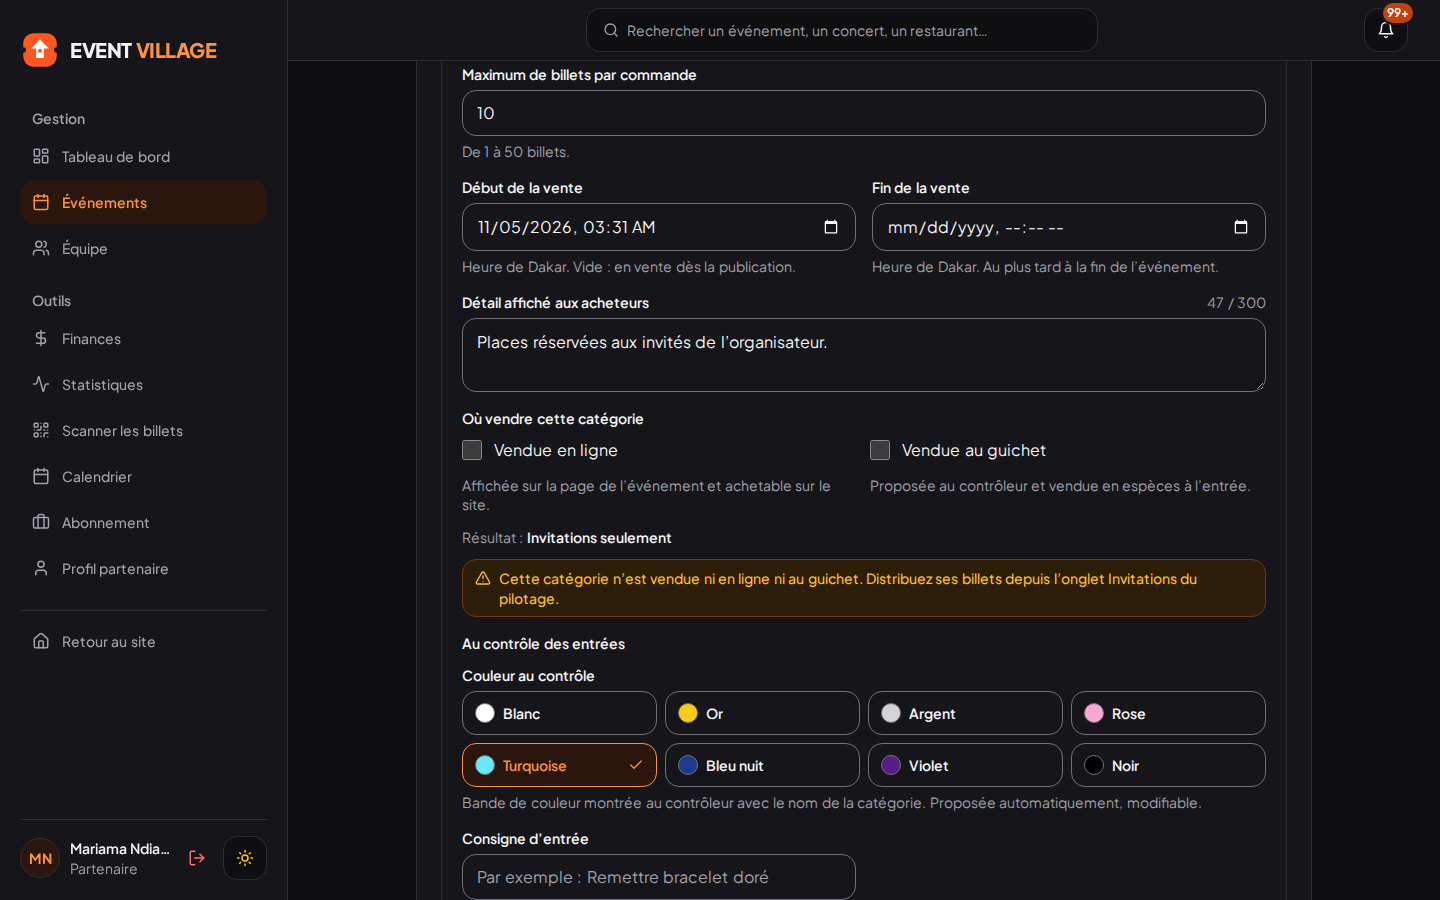 EVENT VILLAGE
Rechercher un événement, un concert, un restaurant...
99+
Gestion
Tableau de bord
Événements
Équipe
Outils
Finances
Statistiques
Scanner les billets
Calendrier
Abonnement
Profil partenaire
Retour au site
MN
Mariama Ndia...
Partenaire
Maximum de billets par commande
10
De 1 à 50 billets.
Début de la vente
Fin de la vente
11/05/2026, 03:31 AM
mm/dd/yyyy, --:-- --
Heure de Dakar. Vide : en vente dès la publication.
Heure de Dakar. Au plus tard à la fin de l’événement.
Détail affiché aux acheteurs
47 / 300
Places réservées aux invités de l’organisateur.
Où vendre cette catégorie
Vendue en ligne
Vendue au guichet
Affichée sur la page de l’événement et achetable sur le
site.
Proposée au contrôleur et vendue en espèces à l’entrée.
Résultat : Invitations seulement
Cette catégorie n’est vendue ni en ligne ni au guichet. Distribuez ses billets depuis l’onglet Invitations du
pilotage.
Au contrôle des entrées
Couleur au contrôle
Blanc
Or
Argent
Rose
Turquoise
Bleu nuit
Violet
Noir
Bande de couleur montrée au contrôleur avec le nom de la catégorie. Proposée automatiquement, modifiable.
Consigne d’entrée
Par exemple : Remettre bracelet doré